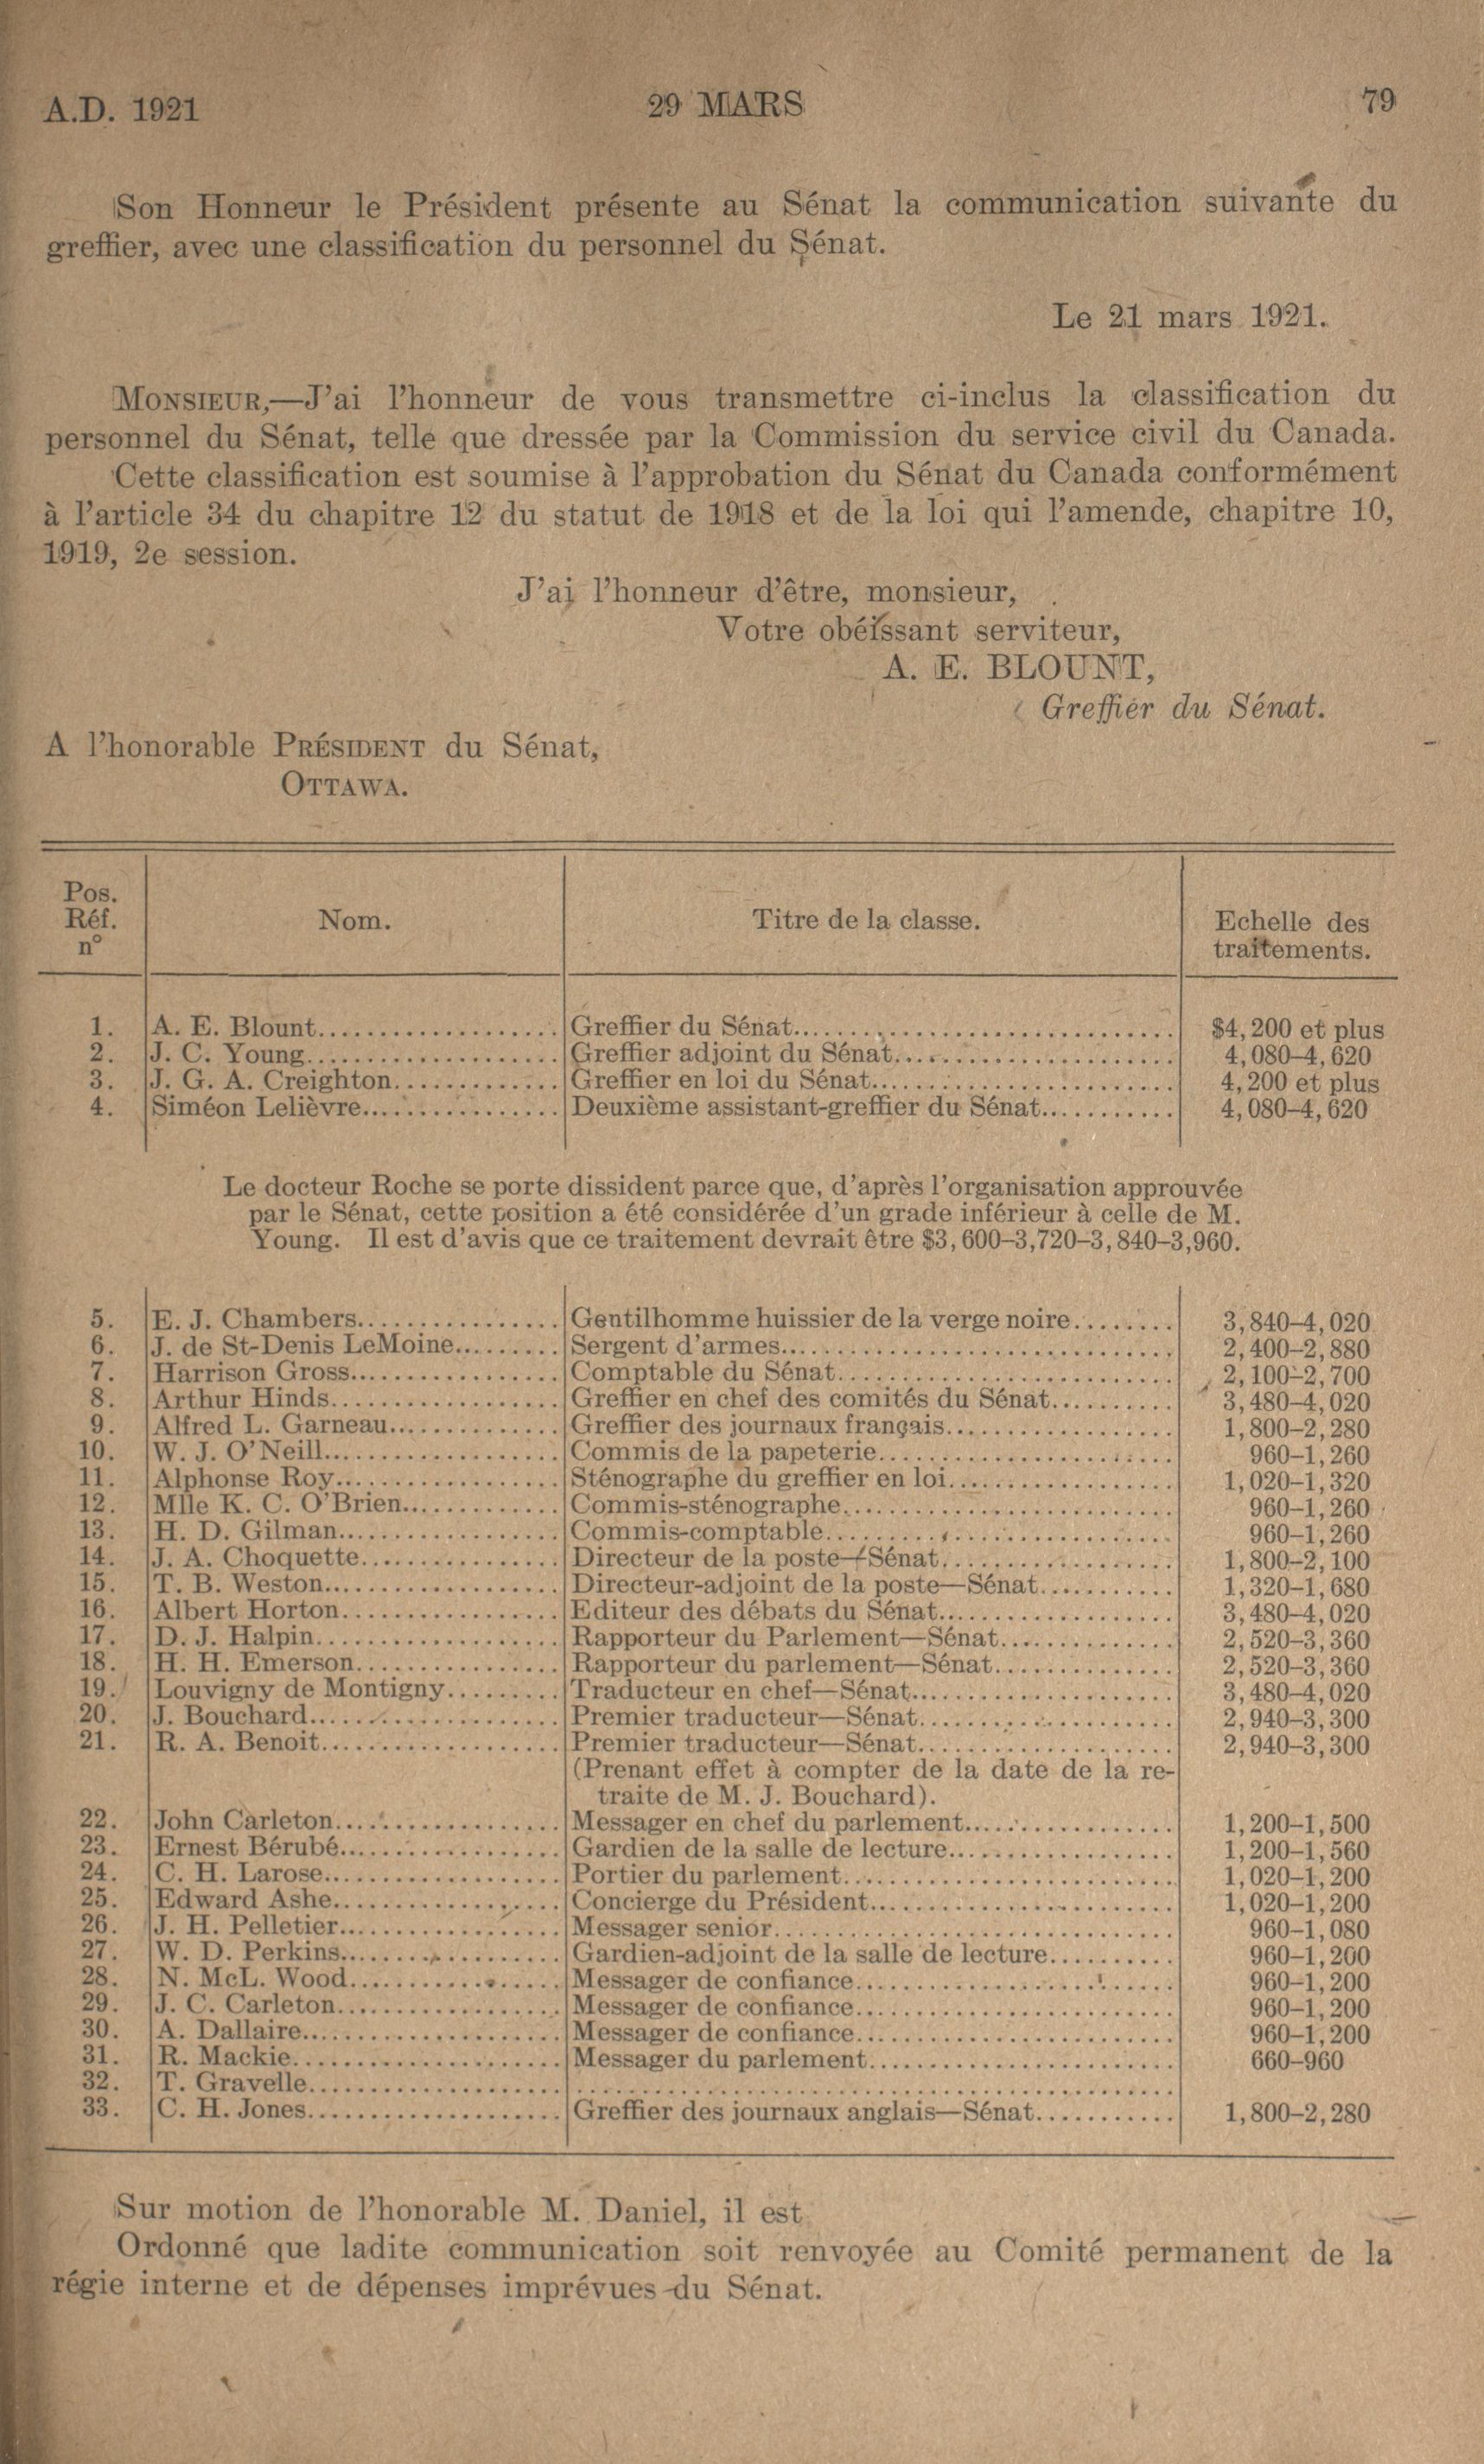 A.D. 1921 29 MARS 79
Son Honneur le Président présente au Sénat la communication suivante du
greffier, avec une classification du personnel du Sénat.
Le 21 mars 1921.
MONSIEUR,—J'ai l'honneur de vous transmettre ci-inclus la classification du
personnel du Sénat, telle que dressée par la Commission du service civil du Canada.
Cette classification est soumise à l'approbation du Sénat du Canada conformément
à l'article 34 du chapitre 12 du statut de 1918 et de la loi qui l'amende, chapitre 10,
1919, 2e session.
J'ai l'honneur d'être, monsieur,
Votre obéissant serviteur,
A. E. BLOUNT,
Greffier du Sénat.
A l'honorable PRÉSIDENT du Sénat,
OTTAWA.
Pos.
Réf.
n°
Nom.
Titre de la classe.
Echelle des
traitements.
1. A. E. Blount Greffier du Sénat $4,200 et plus
2. J. C. Young Greffier adjoint du Sénat 4,080–4,620
3. J. G. A. Creighton Greffier en loi du Sénat 4,200 et plus
4. Siméon Lelièvre Deuxième assistant-greffier du Sénat 4,080–4,620
Le docteur Roche se porte dissident parce que, d'après l'organisation approuvée
par le Sénat, cette position a été considérée d'un grade inférieur à celle de M.
Young. Il est d'avis que ce traitement devrait être $3,600–3,720–3,840–3,960.
5. E. J. Chambers Gentilhomme huissier de la verge noire 3,840–4,020
6. J. de St-Denis LeMoine Sergent d'armes 2,400–2,880
7. Harrison Gross Comptable du Sénat 2,100–2,700
8. Arthur Hinds Greffier en chef des comités du Sénat 3,480–4,020
9. Alfred L. Garneau Greffier des journaux français 1,800–2,280
10. W. J. O'Neill Commis de la papeterie 960–1,260
11. Alphonse Roy Sténographe du greffier en loi 1,020–1,320
12. Mlle K. C. O'Brien Commis-sténographe 960–1,260
13. H. D. Gilman Commis-comptable 960–1,260
14. J. A. Choquette Directeur de la poste—Sénat 1,800–2,100
15. T. B. Weston Directeur-adjoint de la poste—Sénat 1,320–1,680
16. Albert Horton Editeur des débats du Sénat 3,480–4,020
17. D. J. Halpin Rapporteur du Parlement—Sénat 2,520–3,360
18. H. H. Emerson Rapporteur du parlement—Sénat 2,520–3,360
19. Louvigny de Montigny Traducteur en chef—Sénat 3,480–4,020
20. J. Bouchard Premier traducteur—Sénat 2,940–3,300
21. R. A. Benoit Premier traducteur—Sénat 2,940–3,300
(Prenant effet à compter de la date de la re-
traite de M. J. Bouchard).
22. John Carleton Messager en chef du parlement 1,200–1,500
23. Ernest Bérubé Gardien de la salle de lecture 1,200–1,560
24. C. H. Larose Portier du parlement 1,020–1,200
25. Edward Ashe Concierge du Président 1,020–1,200
26. J. H. Pelletier Messager senior 960–1,080
27. W. D. Perkins Gardien-adjoint de la salle de lecture 960–1,200
28. N. McL. Wood Messager de confiance 960–1,200
29. J. C. Carleton Messager de confiance 960–1,200
30. A. Dallaire Messager de confiance 960–1,200
31. R. Mackie Messager du parlement 660–960
32. T. Gravelle
33. C. H. Jones Greffier des journaux anglais—Sénat 1,800–2,280
Sur motion de l'honorable M. Daniel, il est
Ordonné que ladite communication soit renvoyée au Comité permanent de la
régie interne et de dépenses imprévues du Sénat.